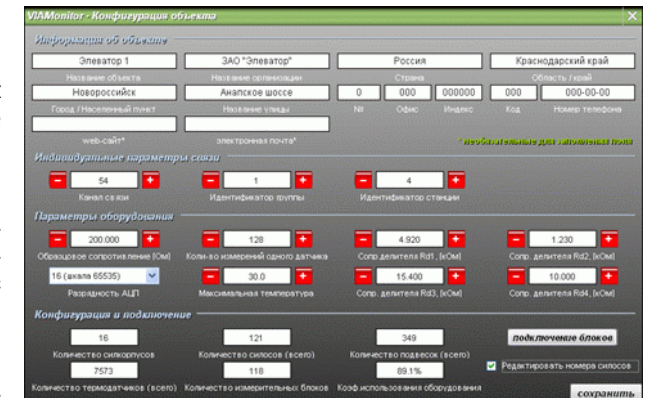 VIAMonitor - Конфигурация объекта
Информация об объекте
Элеватор 1 ЗАО "Элеватор" Россия Краснодарский край
Название объекта Название организации Страна Область /край
Новороссийск Анапское шоссе 0 000 000000 000 000-00-00
Город / Населенный пункт Название улицы № Офис Индекс Код Номер телефона
web-сайт* электронная почта* *необязательные для заполнения поля
Индивидуальные параметры связи
54 1 4
Канал связи Идентификатор группы Идентификатор станции
Параметры оборудования
200.000 128 4.920 1.230
Образцовое сопротивление [Ом] Кол-во измерений одного датчика Сопр.делителя Rd1, [кОм] Сопр. делителя Rd2, [кОм]
16 (шкала 65535) 30.0 15.400 10.000
Разрядность АЦП Максимальная температура Сопр. делителя Rd3, [кОм] Сопр. делителя Rd4, [кОм]
Конфигурация и подключение
16 121 349 подключение блоков
Количество силкорпусов Количество силосов (всего) Количество подвесок (всего)
Редактировать номера силосов
7573 118 89.1%
Количество термодатчиков (всего) Количество измерительных блоков Коэф.использования оборудования
сохранить